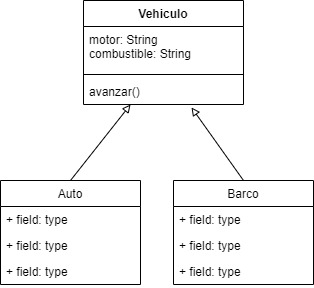 Vehiculo
motor: String
combustible: String
avanzar()
Auto
+ field: type
+ field: type
+ field: type
Barco
+ field: type
+ field: type
+ field: type